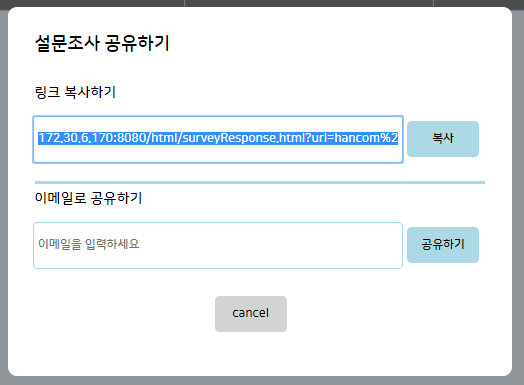 설문조사 공유하기
링크 복사하기
172.30.6.170:8080/html/surveyResponse.html?url=hancom%2
복사
이메일로 공유하기
이메일을 입력하세요
공유하기
cancel